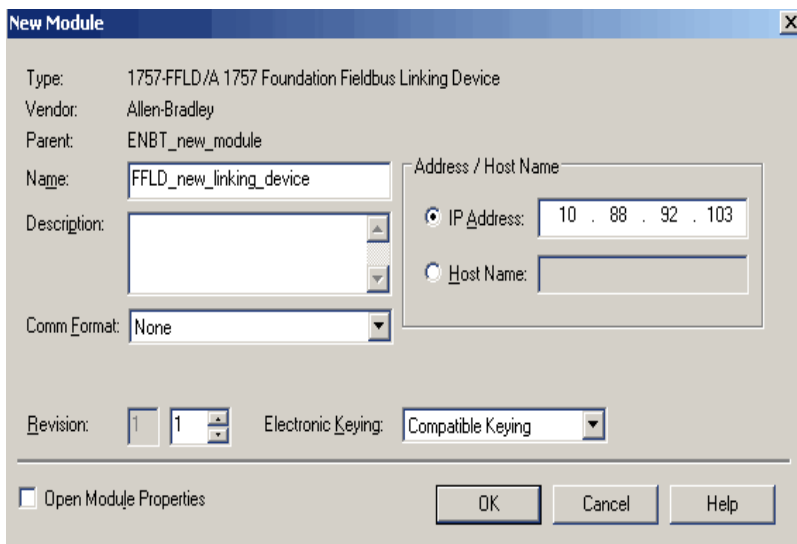 New Module
Type: 1757-FFLD/A 1757 Foundation Fieldbus Linking Device
Vendor: Allen-Bradley
Parent: ENBT_new_module
Name: FFLD_new_linking_device
Address / Host Name
IP Address: 10 . 88 . 92 . 103
Description:
Host Name:
Comm Format: None
Revision: 1 1 Electronic Keying: Compatible Keying
Open Module Properties OK Cancel Help